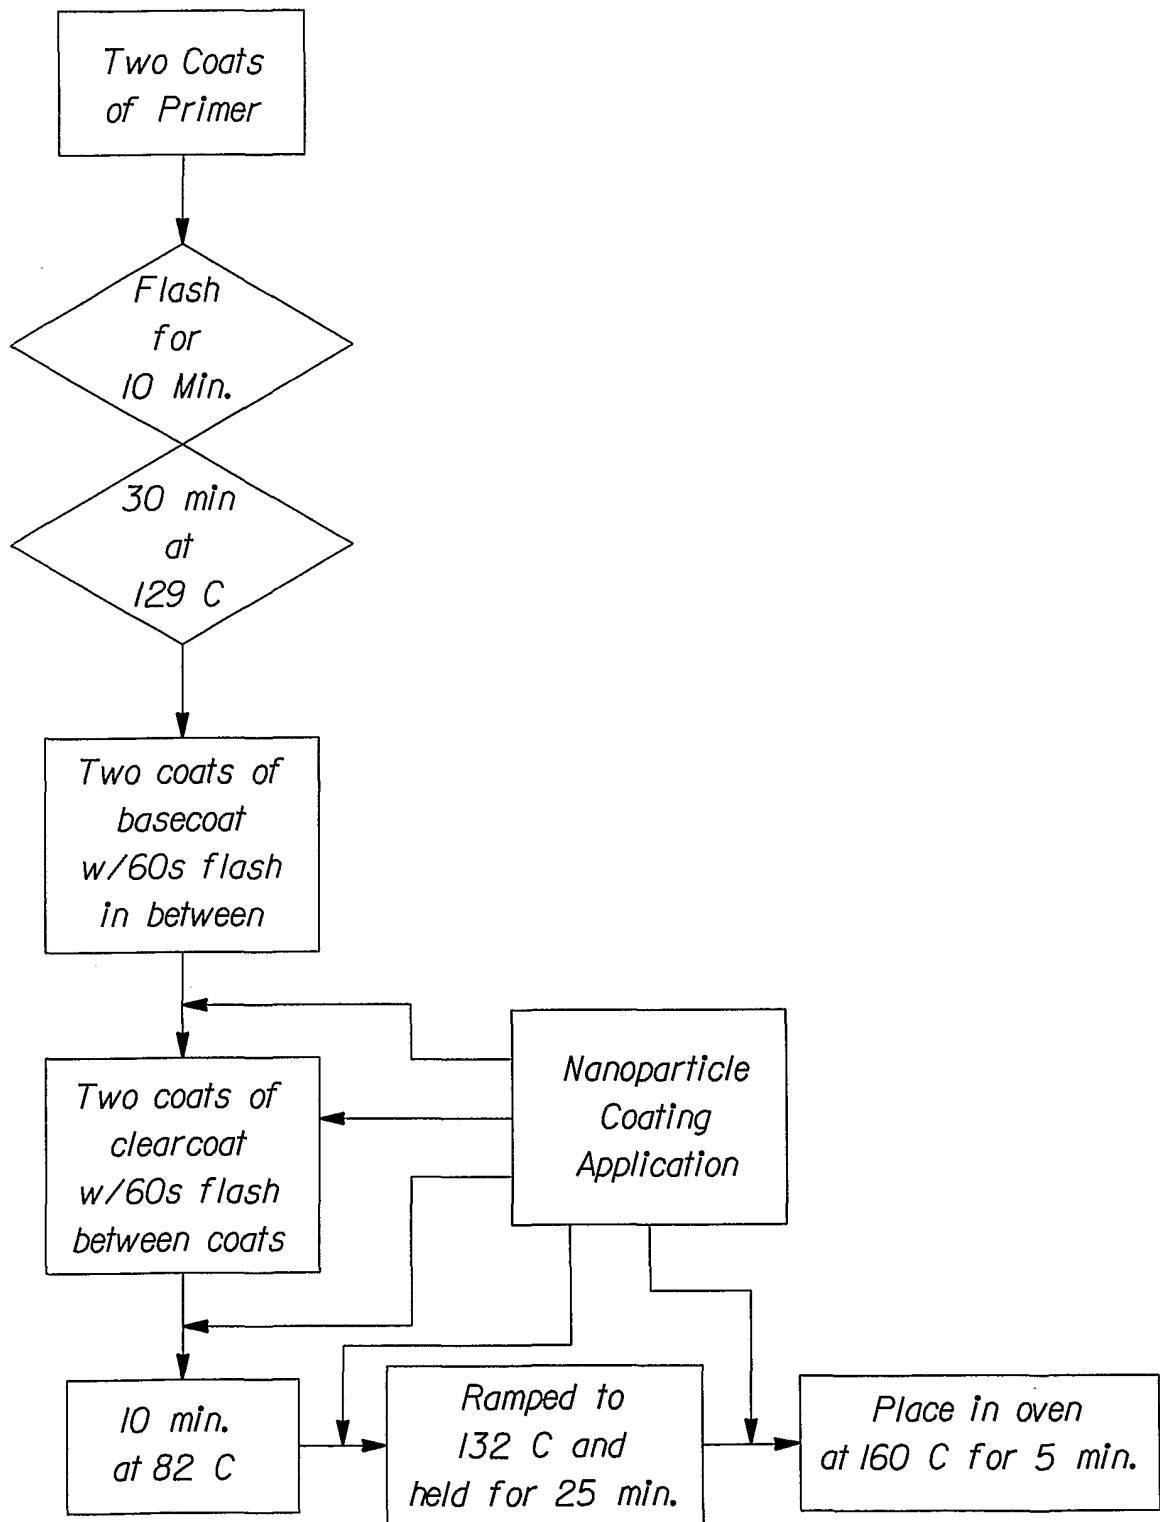 Two Coats
of Primer
Flash
for
10 Min.
30 min
at
129 C
Two coats of
basecoat
w/60s flash
in between
Two coats of
clearcoat
w/60s flash
between coats
Nanoparticle
Coating
Application
10 min.
at 82 C
Ramped to
132 C and
held for 25 min.
Place in oven
at 160 C for 5 min.